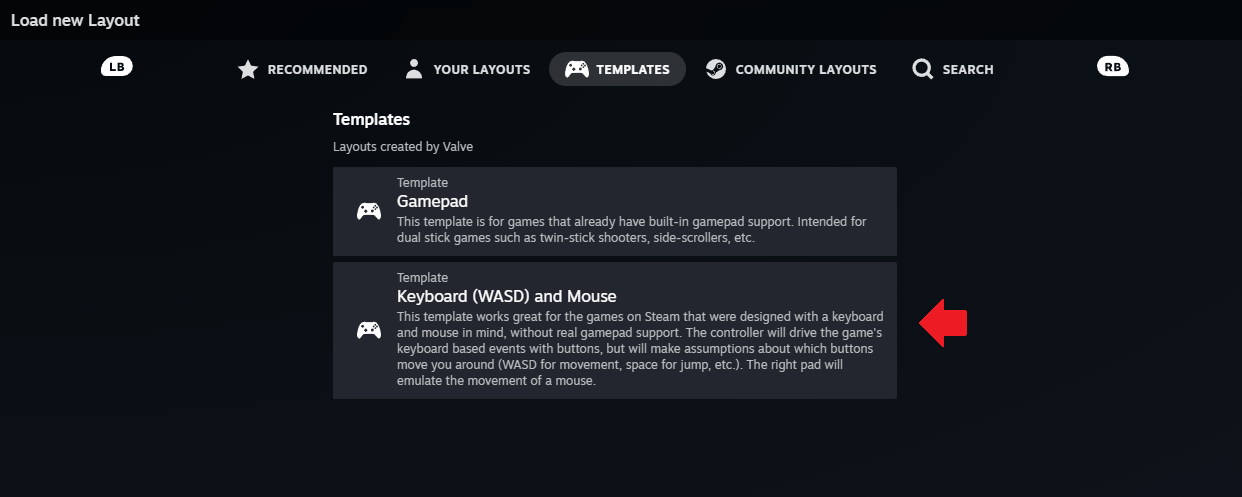 Load new Layout
LB
RECOMMENDED
YOUR LAYOUTS
TEMPLATES
COMMUNITY LAYOUTS
SEARCH
RB
Templates
Layouts created by Valve
Template
Gamepad
This template is for games that already have built-in gamepad support. Intended for
dual stick games such as twin-stick shooters, side-scrollers, etc.
Template
Keyboard (WASD) and Mouse
This template works great for the games on Steam that were designed with a keyboard
and mouse in mind, without real gamepad support. The controller will drive the game's
keyboard based events with buttons, but will make assumptions about which buttons
move you around (WASD for movement, space for jump, etc.). The right pad will
emulate the movement of a mouse.